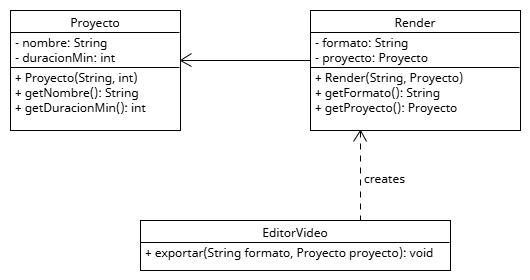 Proyecto
- nombre: String
- duracionMin: int
+ Proyecto(String, int)
+ getNombre(): String
+ getDuracionMin(): int
Render
- formato: String
- proyecto: Proyecto
+ Render(String, Proyecto)
+ getFormato(): String
+ getProyecto(): Proyecto
creates
EditorVideo
+ exportar(String formato, Proyecto proyecto): void